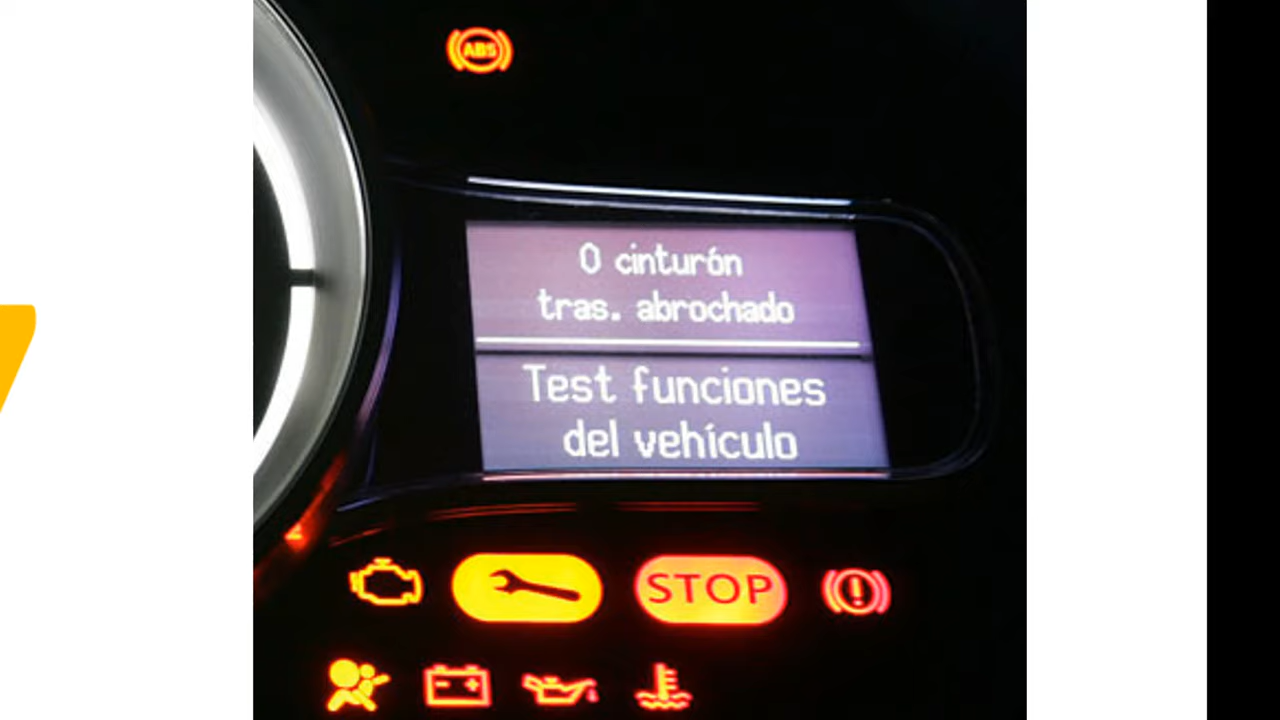 ABS
0 cinturón
tras. abrochado
Test funciones
del vehículo
STOP